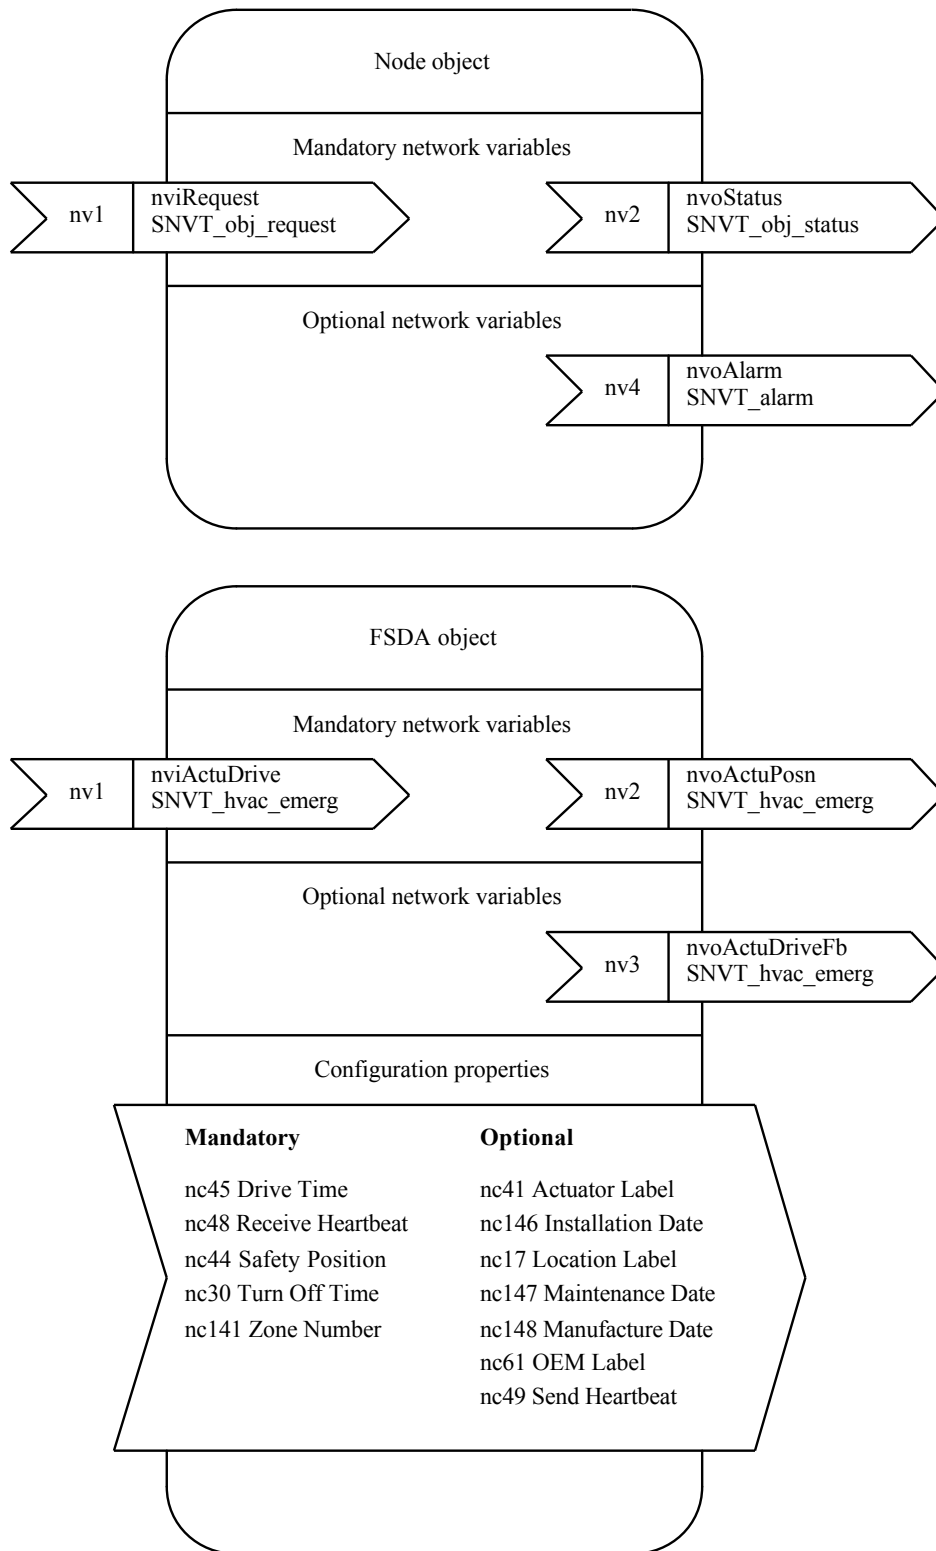 Node object
Mandatory network variables
nv1
nviRequest
SNVT_obj_request
nv2
nvoStatus
SNVT_obj_status
Optional network variables
nv4
nvoAlarm
SNVT_alarm
FSDA object
Mandatory network variables
nv1
nviActuDrive
SNVT_hvac_emerg
nv2
nvoActuPosn
SNVT_hvac_emerg
Optional network variables
nv3
nvoActuDriveFb
SNVT_hvac_emerg
Configuration properties
Mandatory
nc45 Drive Time
nc48 Receive Heartbeat
nc44 Safety Position
nc30 Turn Off Time
nc141 Zone Number
Optional
nc41 Actuator Label
nc146 Installation Date
nc17 Location Label
nc147 Maintenance Date
nc148 Manufacture Date
nc61 OEM Label
nc49 Send Heartbeat